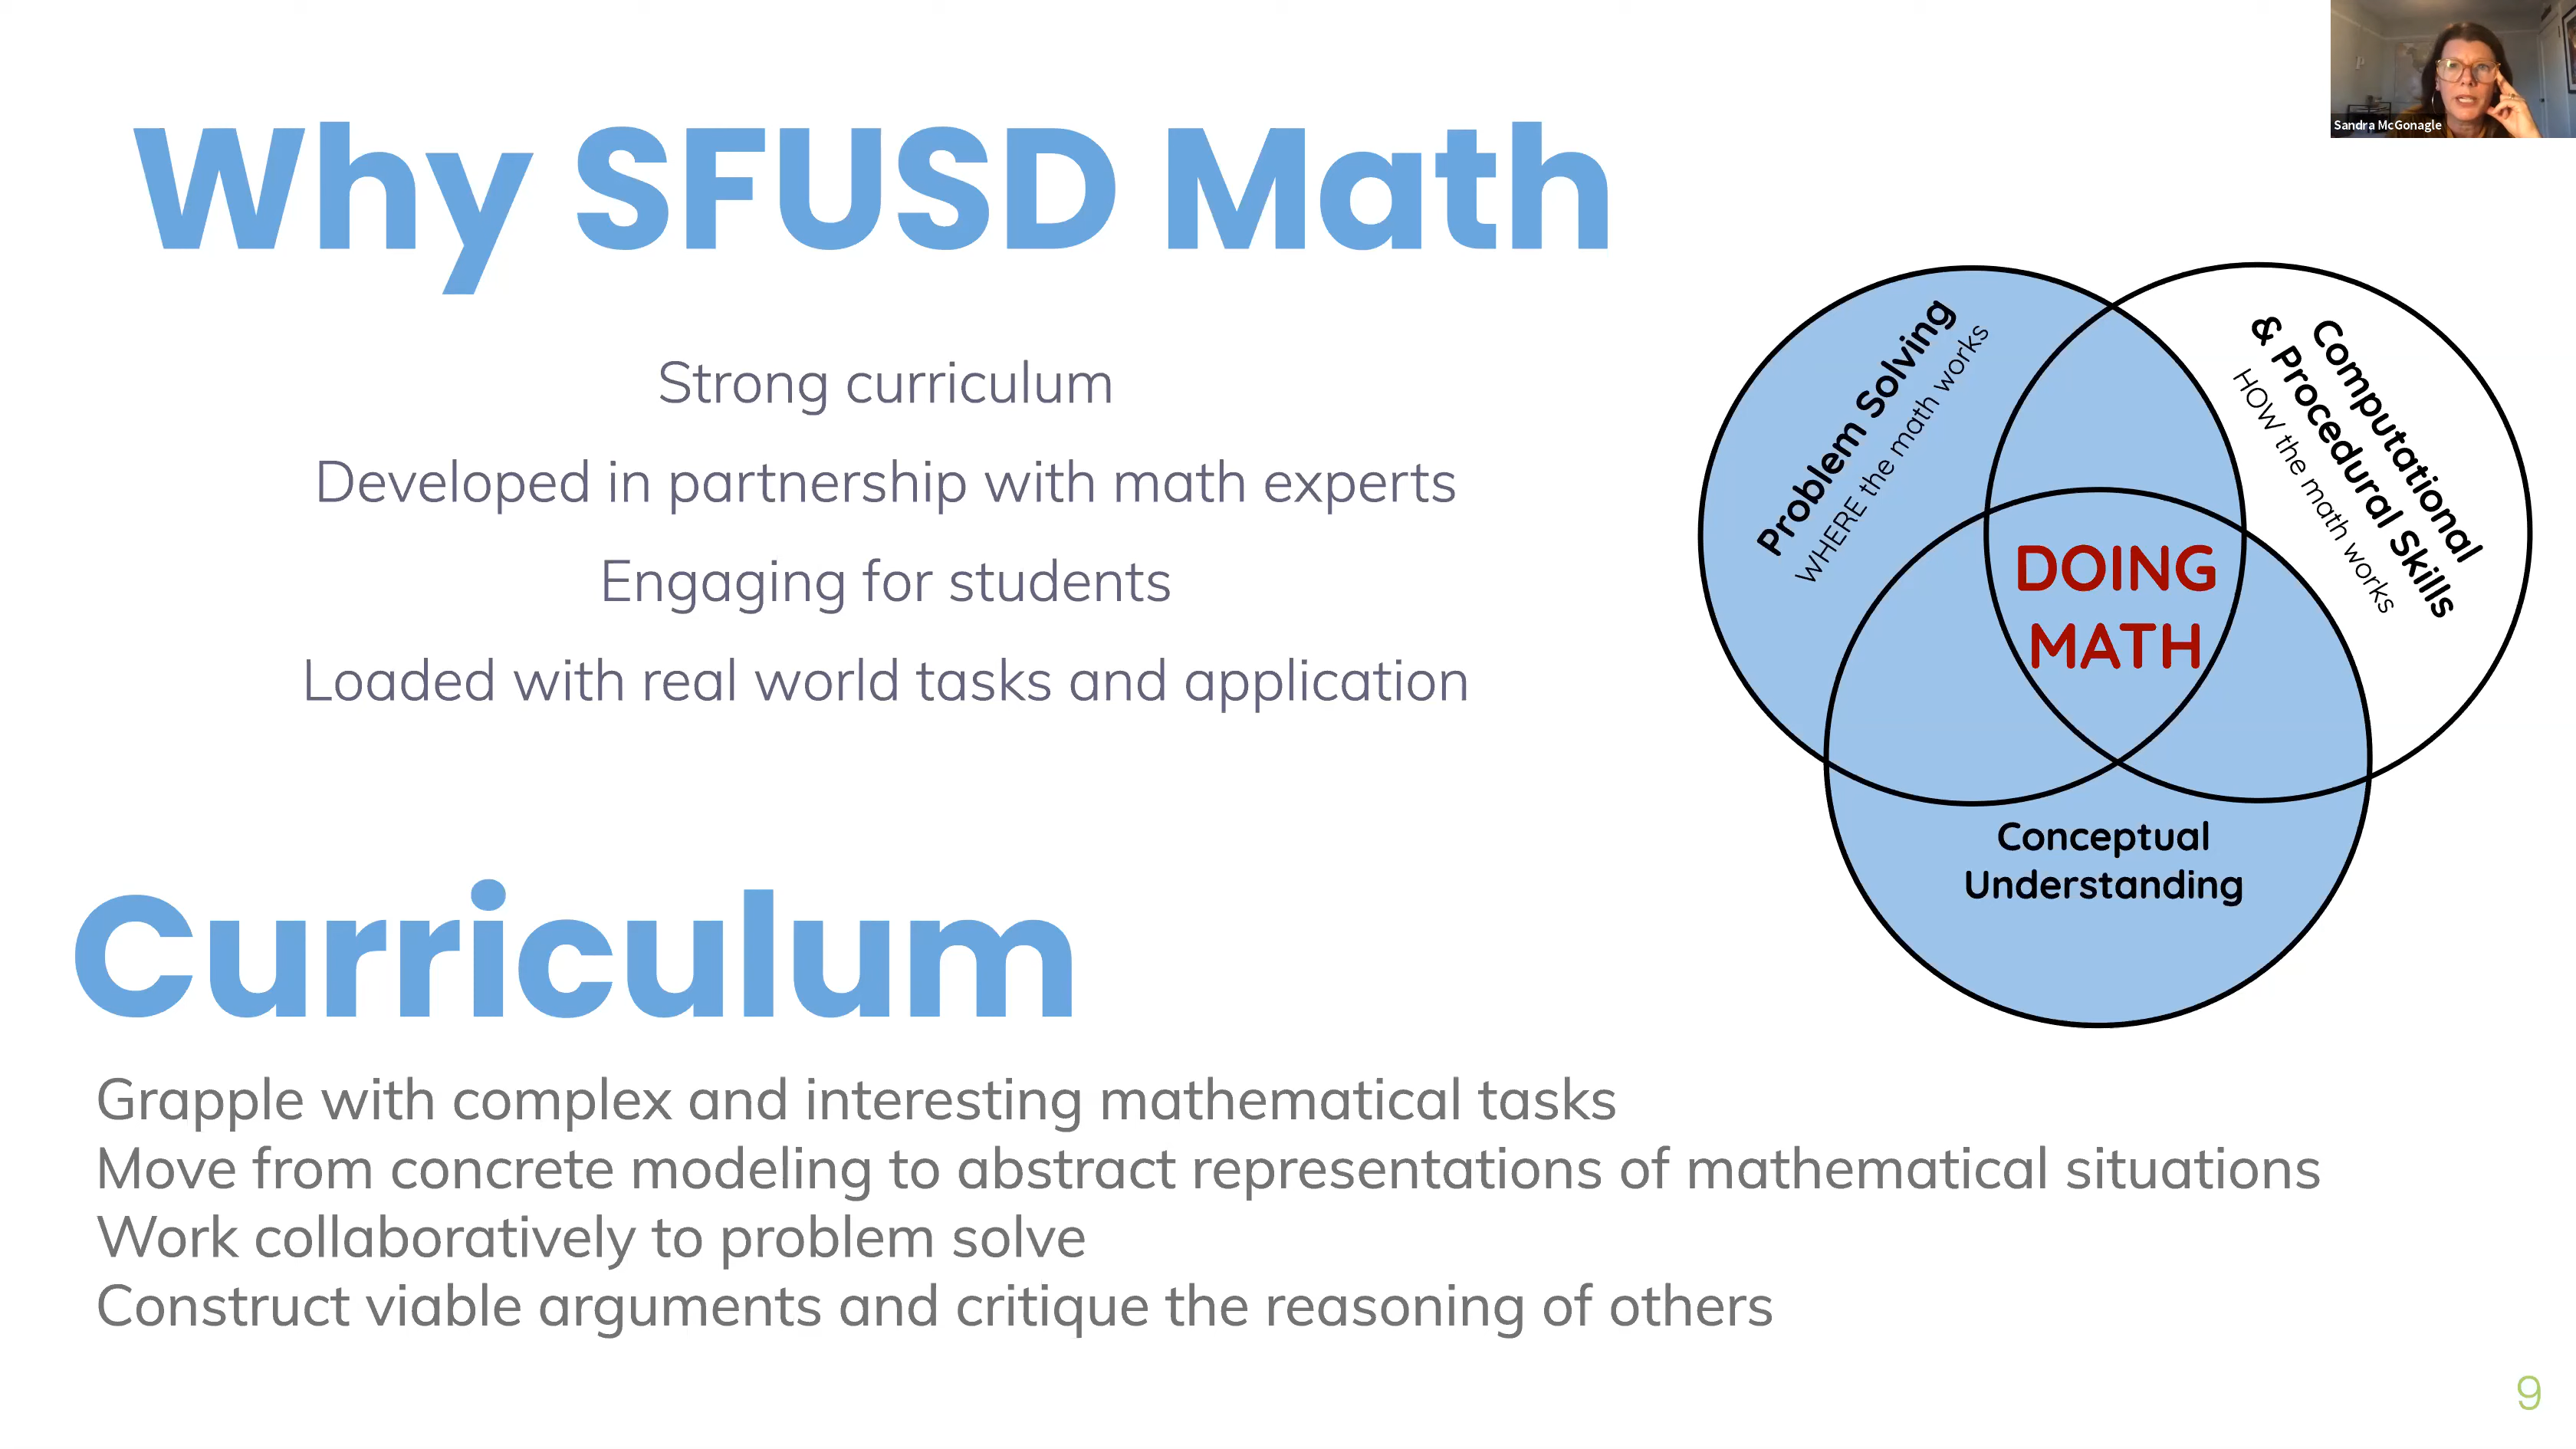 Sandra McGonagle
Why SFUSD Math
Strong curriculum
Developed in partnership with math experts
Engaging for students
Loaded with real world tasks and application
Problem Solving
WHERE the math works
Computational
& Procedural Skills
HOW the math works
DOING
MATH
Conceptual
Understanding
Curriculum
Grapple with complex and interesting mathematical tasks
Move from concrete modeling to abstract representations of mathematical situations
Work collaboratively to problem solve
Construct viable arguments and critique the reasoning of others
9